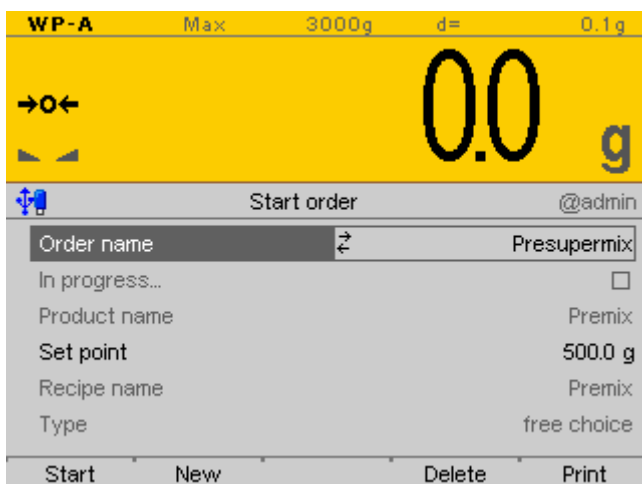 WP-A Max 3000g d= 0.1g
→0← 0.0 g
Start order @admin
Order name Presupermix
In progress...
Product name Premix
Set point 500.0 g
Recipe name Premix
Type free choice
Start New Delete Print